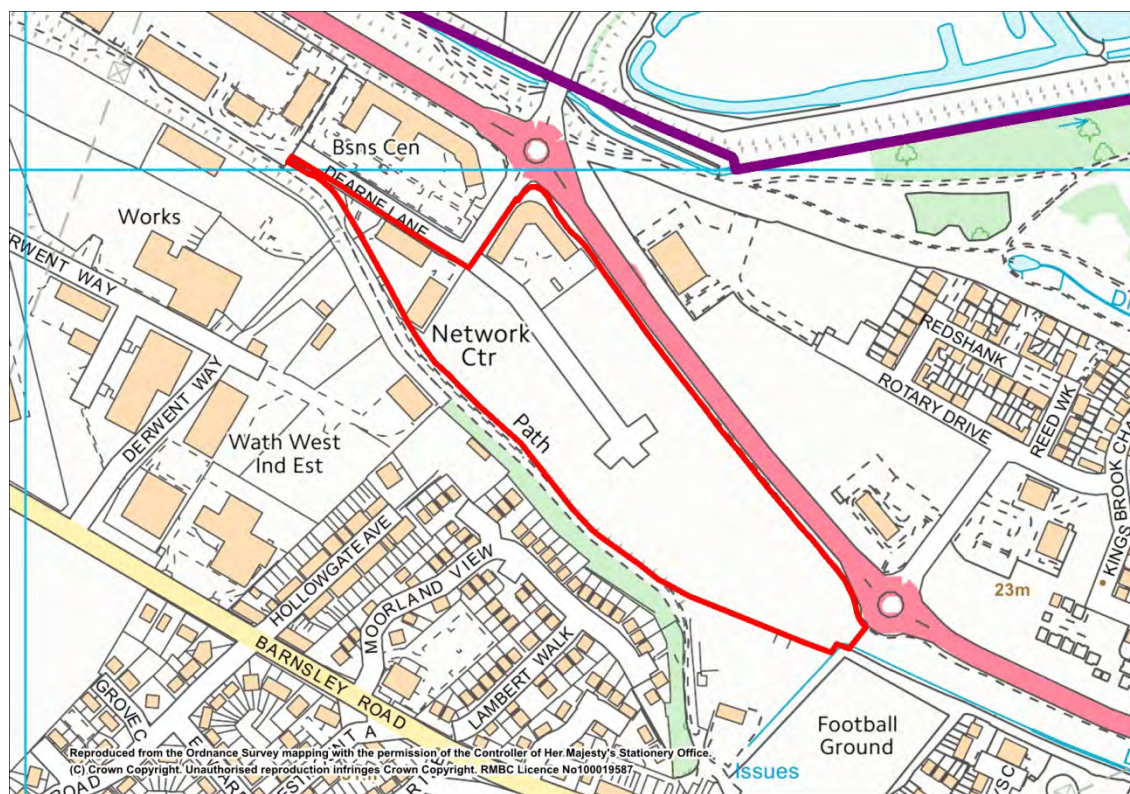 Bsns Cen
DEARNE LANE
Works
ERWENT WAY
DERWENT WAY
Network
Ctr
Path
Wath West
Ind Est
HOLLOWGATE AVE
MOORLAND VIEW
LAMBERT WALK
BARNSLEY ROAD
REDSHANK
REED WK
ROTARY DRIVE
KINGS BROOK CHA
23m
GROVE C
ROAD
Football
Ground
Issues
Reproduced from the Ordnance Survey mapping with the permission of the Controller of Her Majesty's Stationery Office.
(C) Crown Copyright. Unauthorised reproduction infringes Crown Copyright. RMBC Licence No100019587.